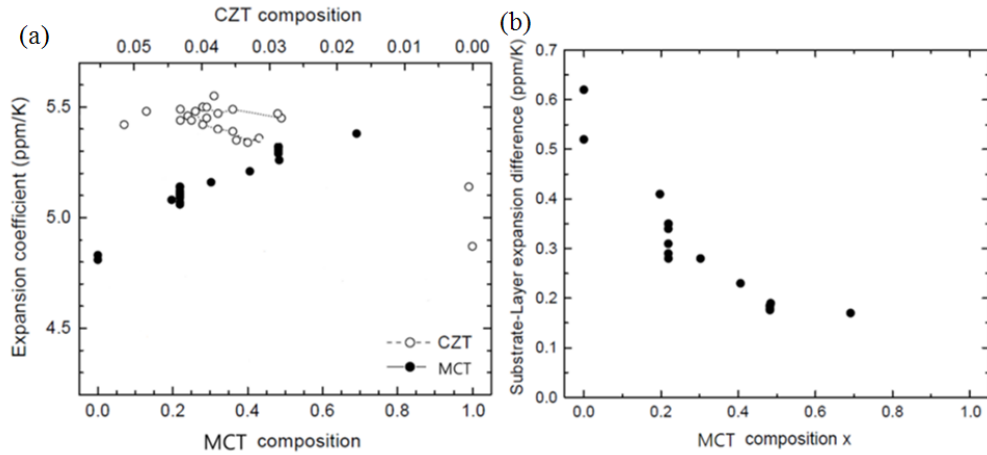 (a)
CZT composition
0.05 0.04 0.03 0.02 0.01 0.00
Expansion coefficient (ppm/K)
5.5
5.0
4.5
CZT
MCT
0.0 0.2 0.4 0.6 0.8 1.0
MCT composition
(b)
Substrate-Layer expansion difference (ppm/K)
0.7
0.6
0.5
0.4
0.3
0.2
0.1
0.0
0.0 0.2 0.4 0.6 0.8 1.0
MCT composition x